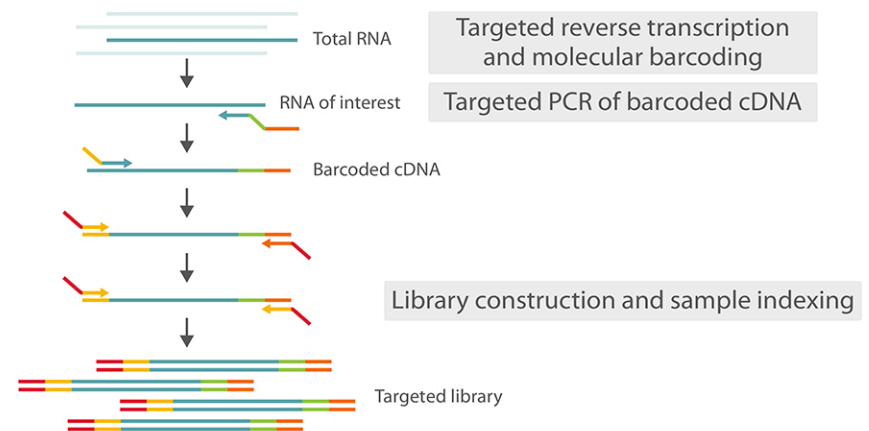 Total RNA
Targeted reverse transcription
and molecular barcoding
RNA of interest
Targeted PCR of barcoded cDNA
Barcoded cDNA
Library construction and sample indexing
Targeted library